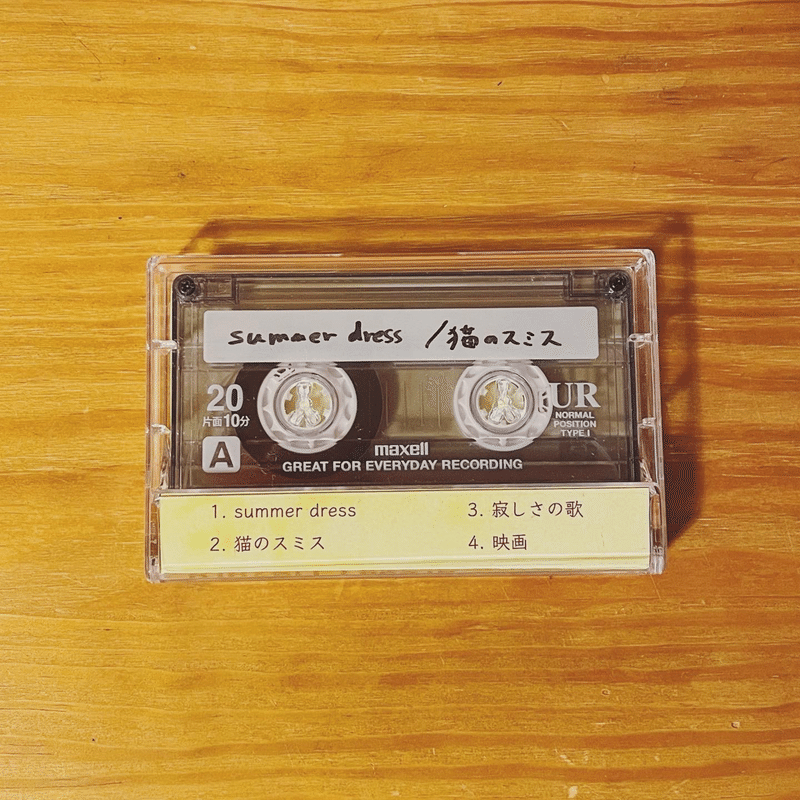 summer dress /猫のスミス
20
片面10分
A
UR
NORMAL
POSITION
TYPE I
maxell
GREAT FOR EVERYDAY RECORDING
1. summer dress
2. 猫のスミス
3. 寂しさの歌
4. 映画